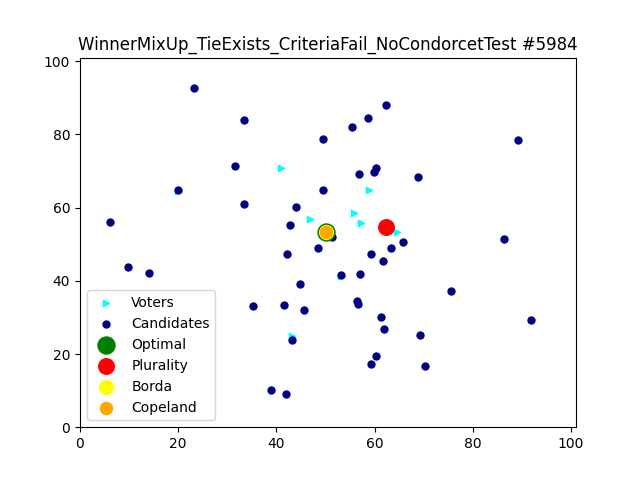 WinnerMixUp_TieExists_CriteriaFail_NoCondorcetTest #5984
100
80
60
40
20
0
Voters
Candidates
Optimal
Plurality
Borda
Copeland
0 20 40 60 80 100